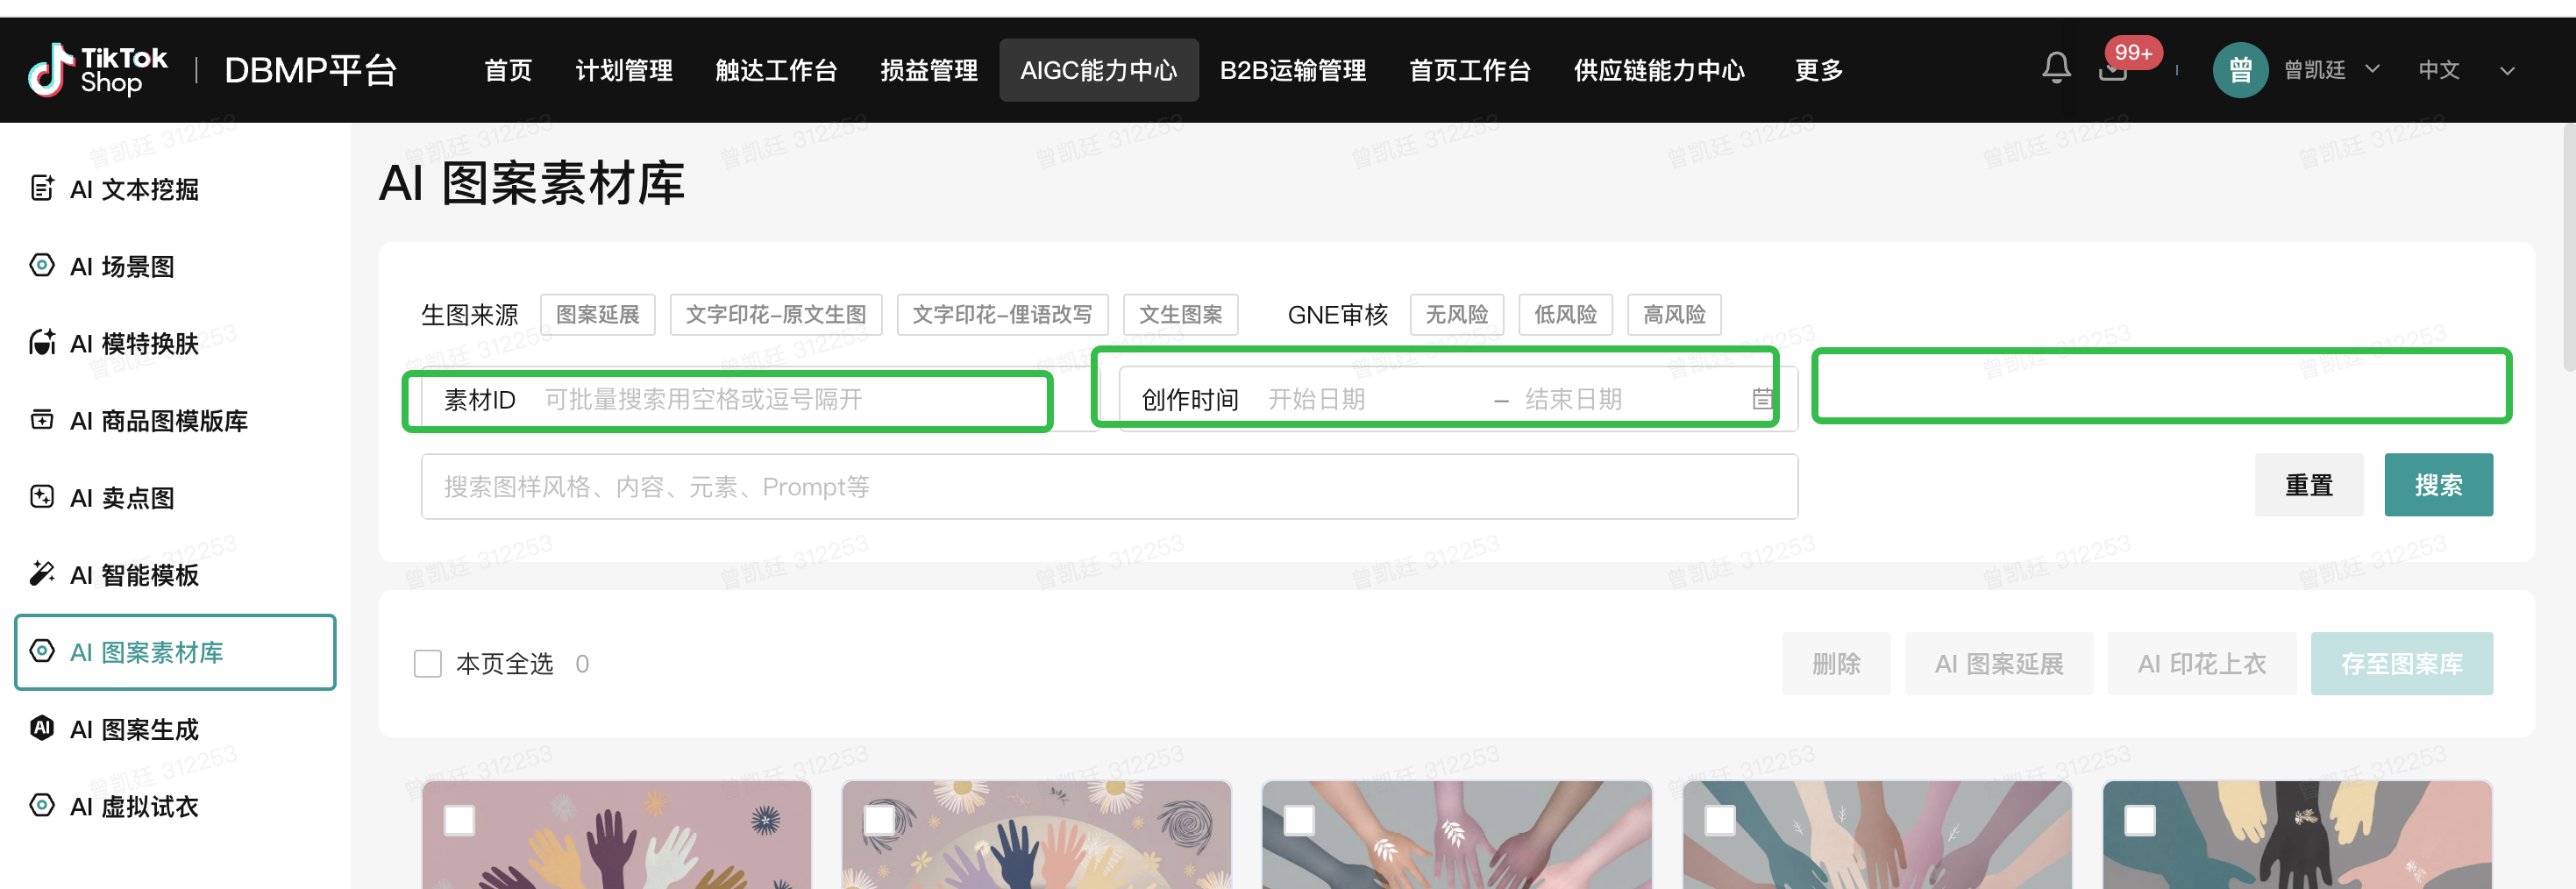 TikTok Shop DBMP平台 首页 计划管理 触达工作台 损益管理 AIGC能力中心 B2B运输管理 首页工作台 供应链能力中心 更多 99+ 曾 曾凯廷 中文
AI 文本挖掘
AI 场景图
AI 模特换肤
AI 商品图模版库
AI 卖点图
AI 智能模板
AI 图案素材库
AI 图案生成
AI 虚拟试衣
AI 图案素材库
生图来源 图案延展 文字印花-原文生图 文字印花-俚语改写 文生图案 GNE审核 无风险 低风险 高风险
素材ID 可批量搜索用空格或逗号隔开 创作时间 开始日期 – 结束日期
搜索图样风格、内容、元素、Prompt等 重置 搜索
本页全选 0 删除 AI 图案延展 AI 印花上衣 存至图案库
曾凯廷 312253